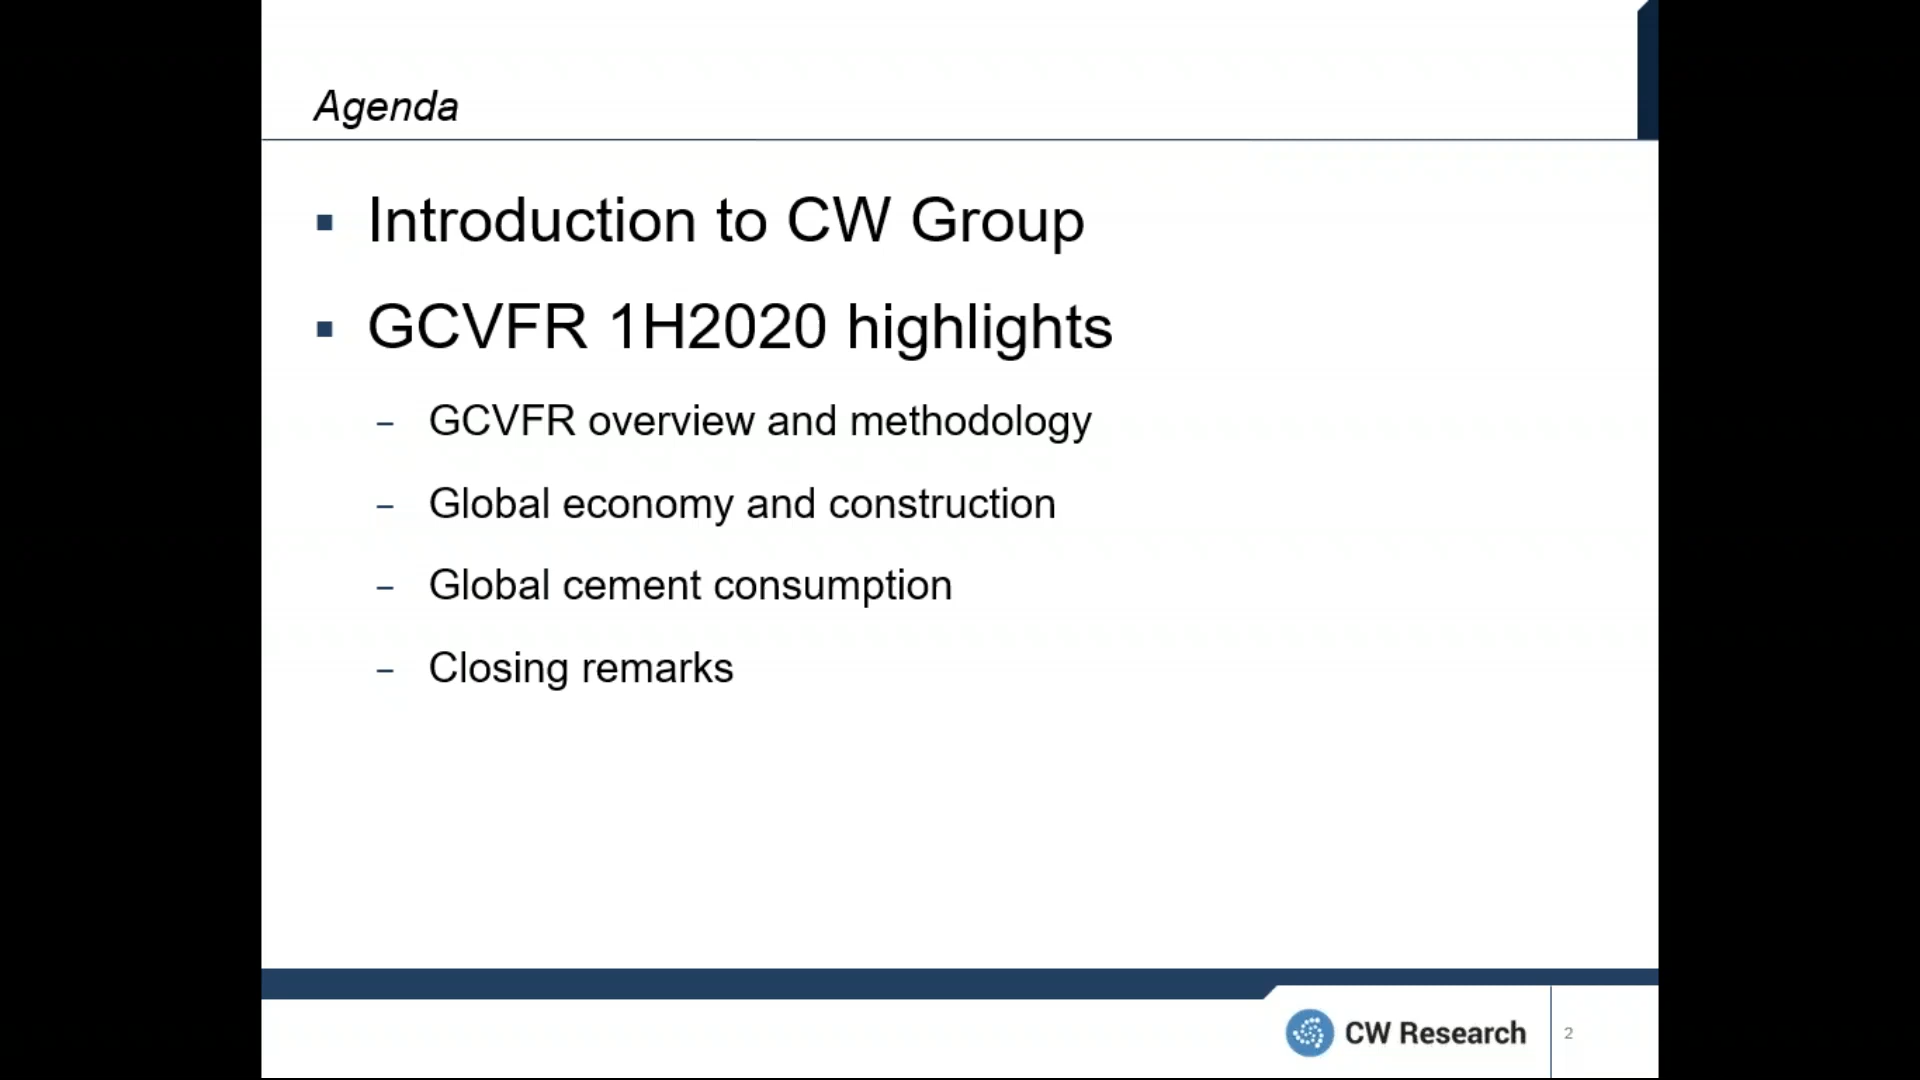 Agenda
▪ Introduction to CW Group
▪ GCVFR 1H2020 highlights
– GCVFR overview and methodology
– Global economy and construction
– Global cement consumption
– Closing remarks
CW Research
2